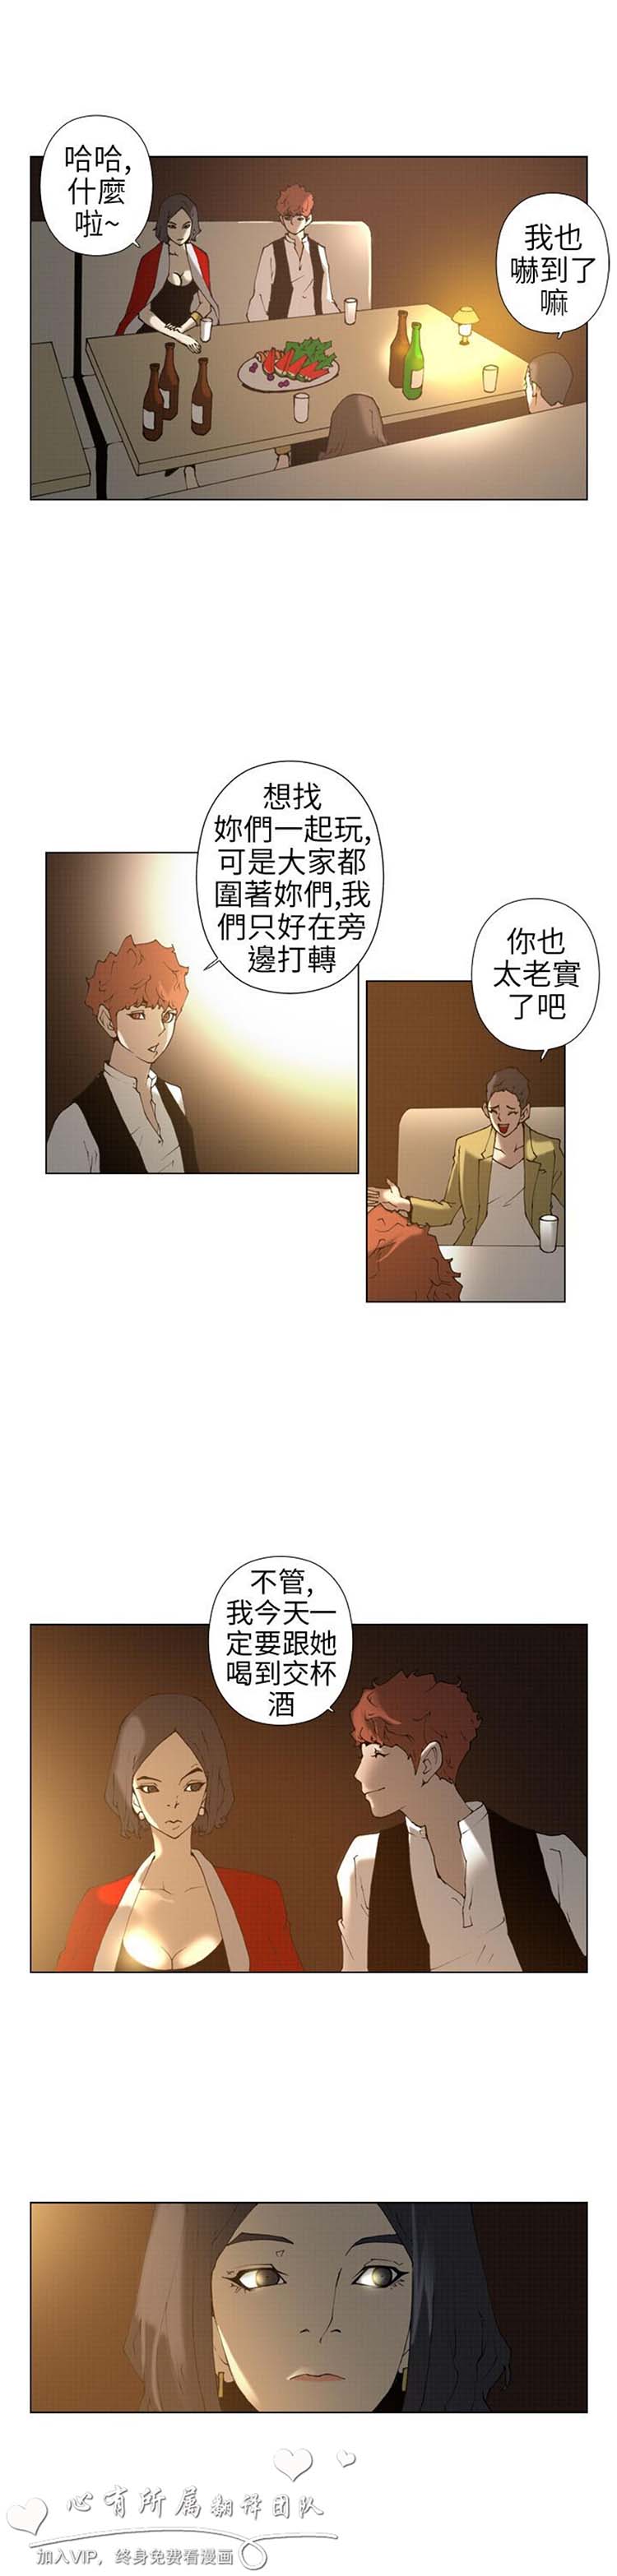 哈哈,
什麼
啦~
我也
嚇到了
嘛
想找
妳們一起玩,
可是大家都
圍著妳們,我
們只好在旁
邊打轉
你也
太老實
了吧
不管,
我今天一
定要跟她
喝到交杯
酒
心有所属翻译团队
加入VIP，终身免费看漫画